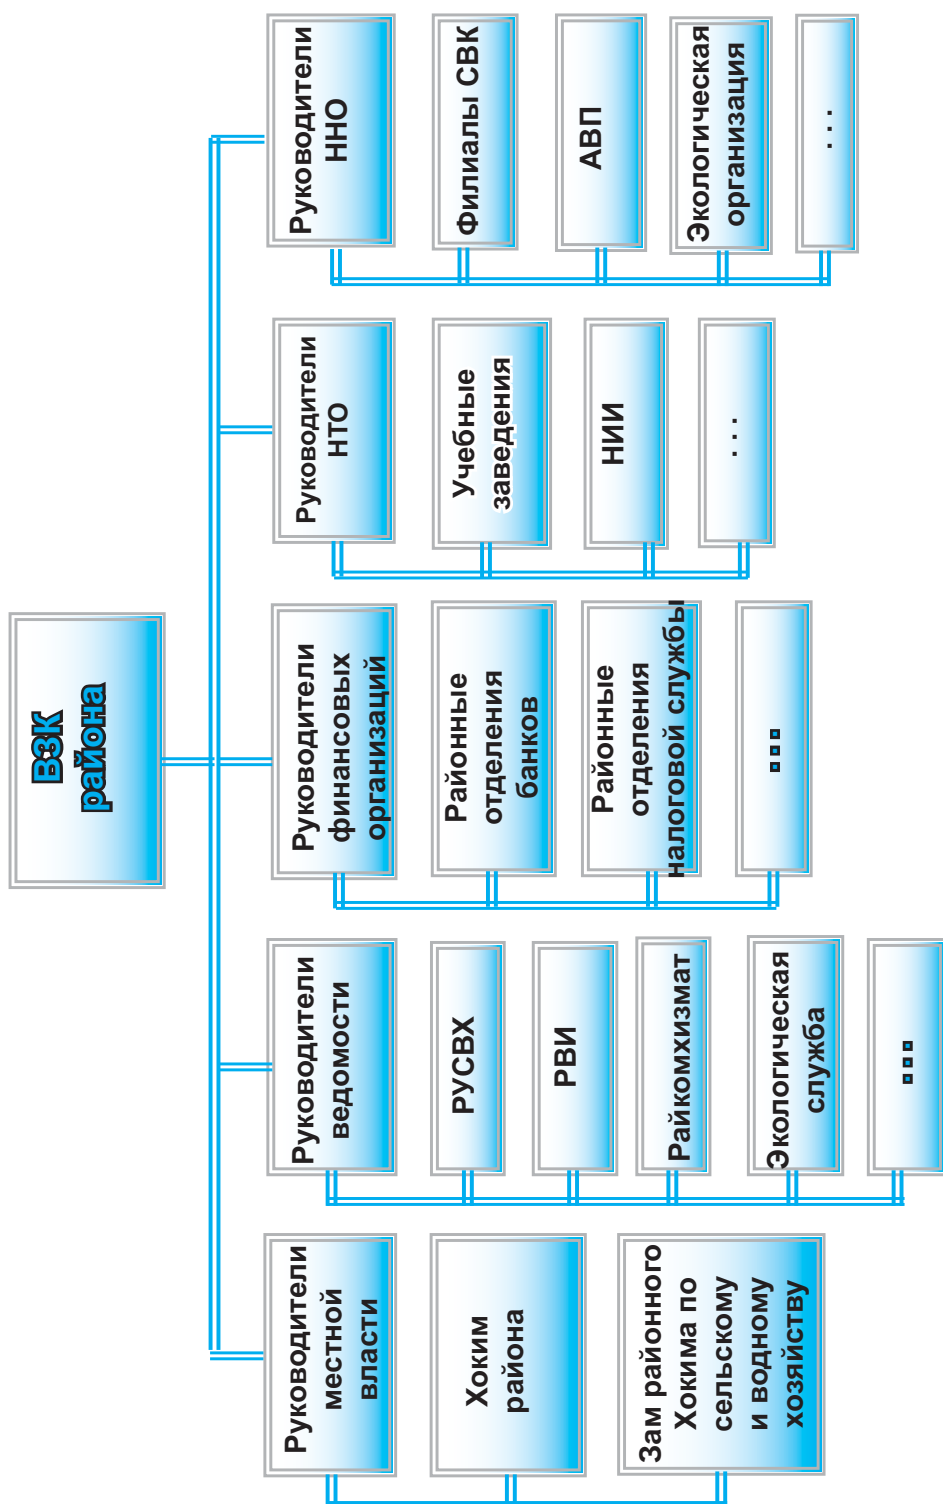 ВЗК
района
Руководители
местной
власти
Хоким
района
Зам районного
Хокима по
сельскому
и водному
хозяйству
Руководители
ведомости
РУСВХ
РВИ
Райкомхизмат
Экологическая
служба
...
Руководители
финансовых
организаций
Районные
отделения
банков
Районные
отделения
налоговой службы
...
Руководители
НТО
Учебные
заведения
НИИ
...
Руководители
ННО
Филиалы СВК
АВП
Экологическая
организация
...